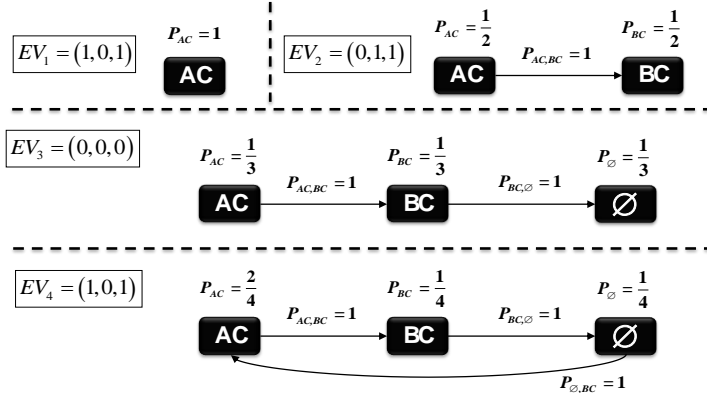 EV₁ = (1,0,1)
P_AC = 1
AC
EV₂ = (0,1,1)
P_AC = 1/2
P_AC,BC = 1
P_BC = 1/2
AC
BC
EV₃ = (0,0,0)
P_AC = 1/3
P_BC = 1/3
P_∅ = 1/3
P_AC,BC = 1
P_BC,∅ = 1
AC
BC
∅
EV₄ = (1,0,1)
P_AC = 2/4
P_BC = 1/4
P_∅ = 1/4
P_AC,BC = 1
P_BC,∅ = 1
AC
BC
∅
P_∅,BC = 1